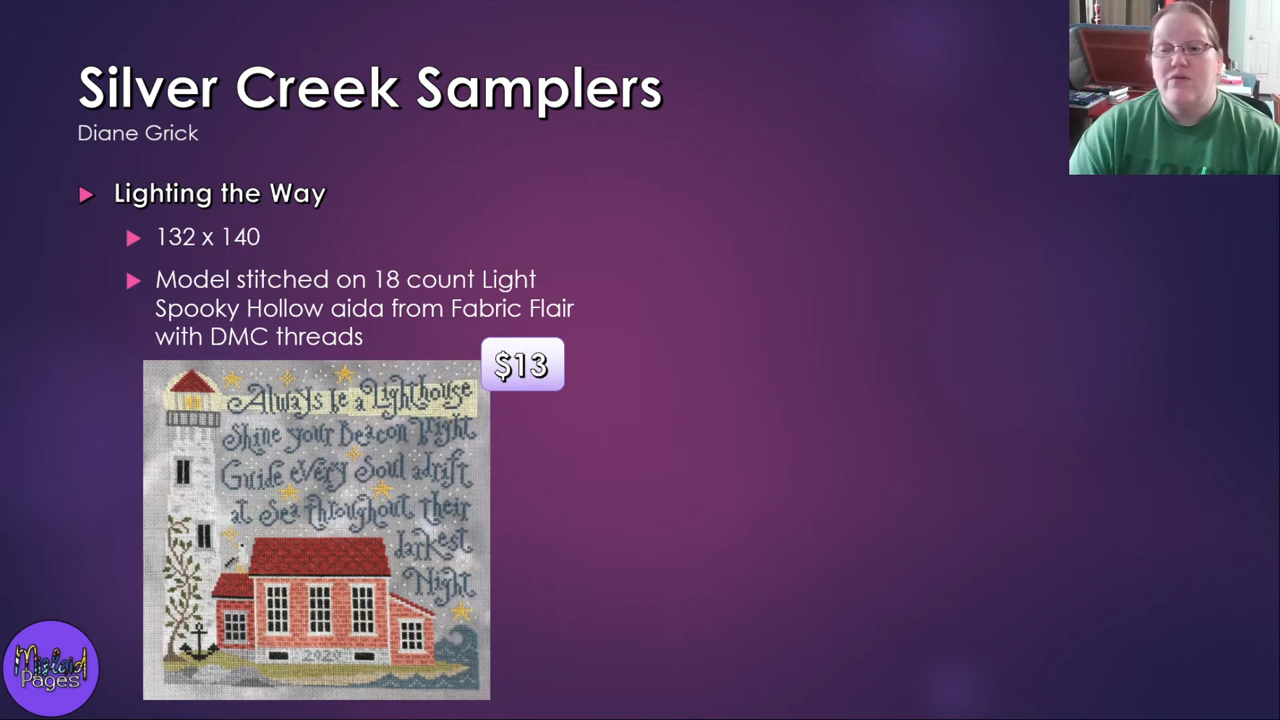 Silver Creek Samplers
Diane Grick
Lighting the Way
132 x 140
Model stitched on 18 count Light
Spooky Hollow aida from Fabric Flair
with DMC threads
$13
Always be a Lighthouse
Shine your Beacon bright
Guide every Soul adrift
at Sea throughout their
darkest
Night
2020
Pages